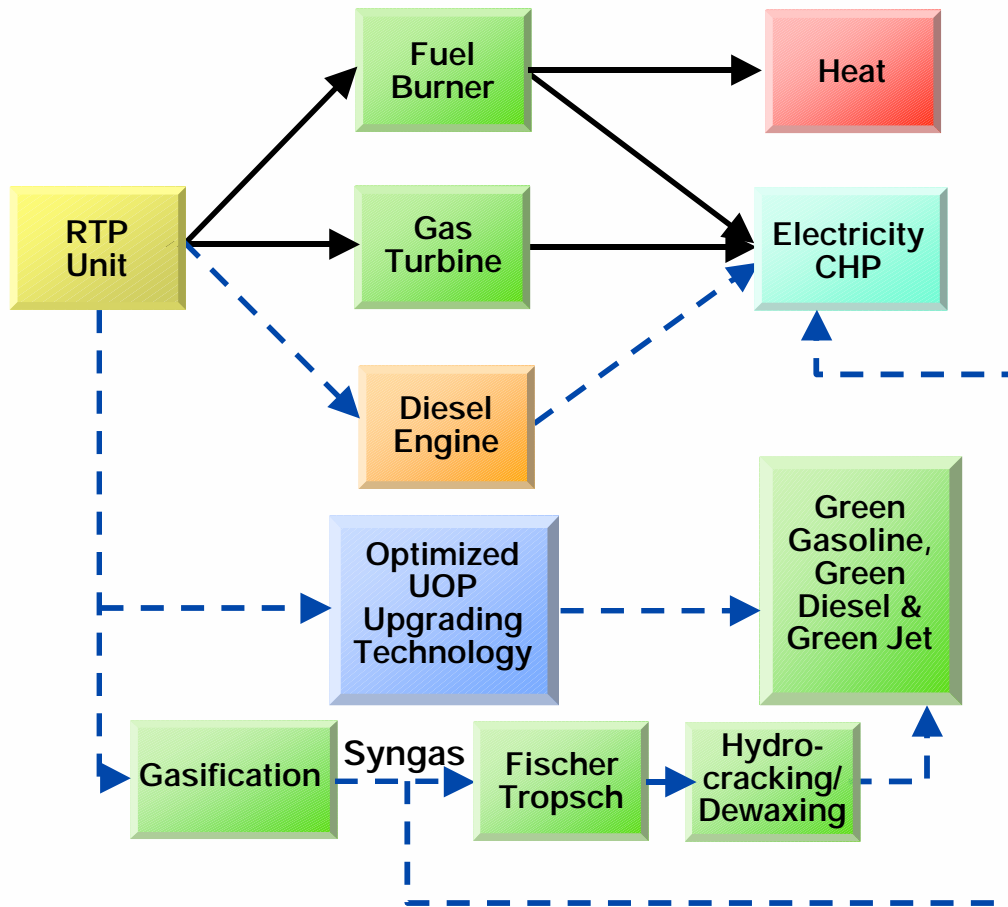 Fuel
Burner
Heat
RTP
Unit
Gas
Turbine
Electricity
CHP
Diesel
Engine
Optimized
UOP
Upgrading
Technology
Green
Gasoline,
Green
Diesel &
Green Jet
Gasification
Syngas
Fischer
Tropsch
Hydro-
cracking/
Dewaxing